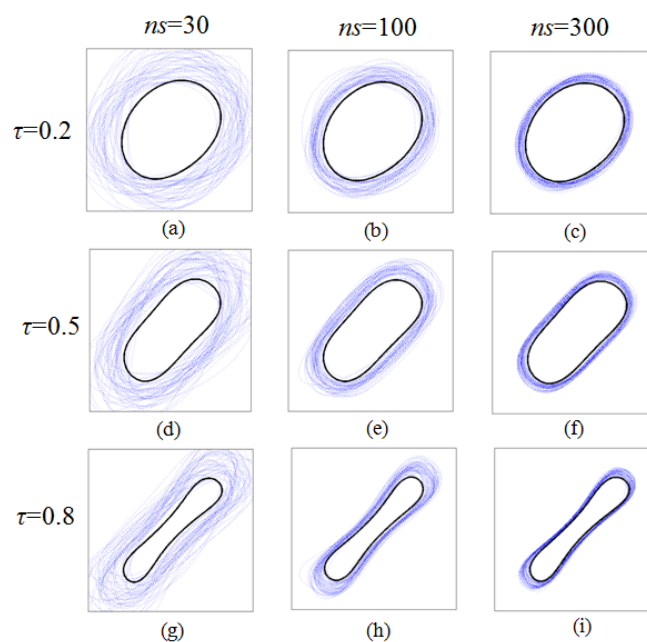 ns=30 ns=100 ns=300
τ=0.2
(a) (b) (c)
τ=0.5
(d) (e) (f)
τ=0.8
(g) (h) (i)